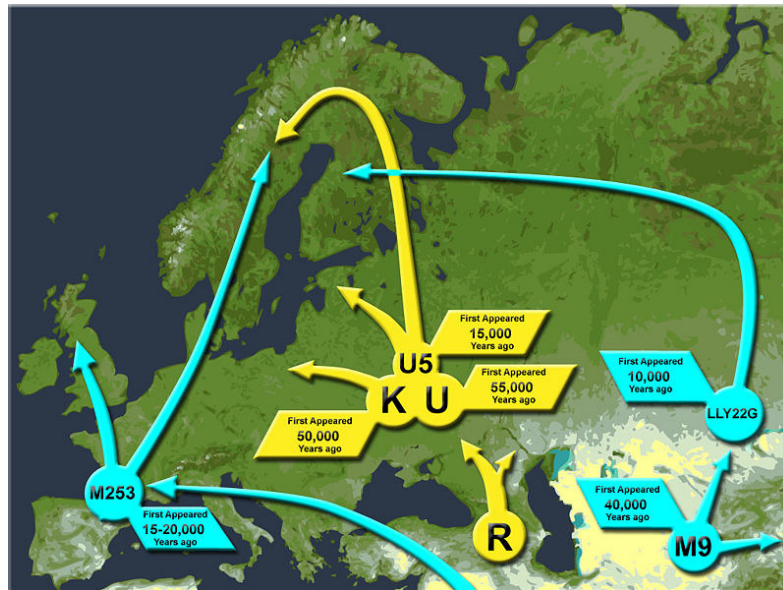 First Appeared
15,000
Years ago
U5
K U
First Appeared
55,000
Years ago
First Appeared
50,000
Years ago
First Appeared
10,000
Years ago
LLY22G
M253
First Appeared
15-20,000
Years ago
First Appeared
40,000
Years ago
R
M9